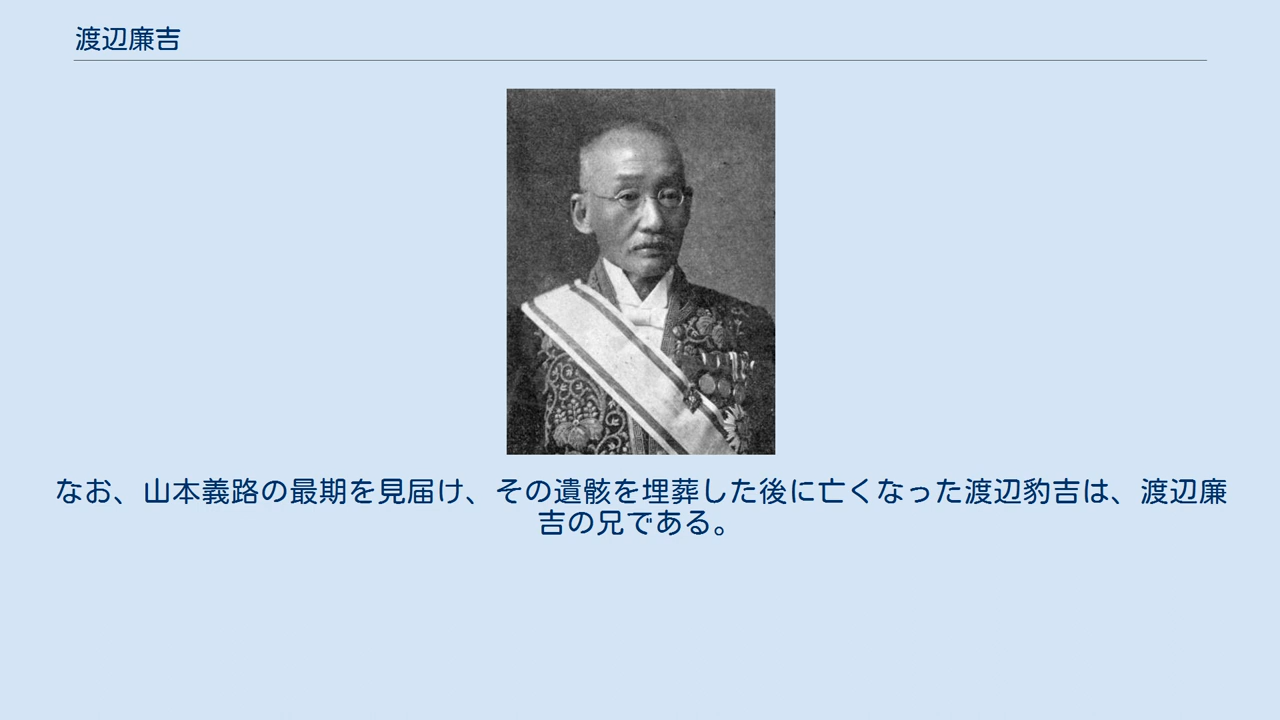 渡辺廉吉
なお、山本義路の最期を見届け、その遺骸を埋葬した後に亡くなった渡辺豹吉は、渡辺廉
吉の兄である。